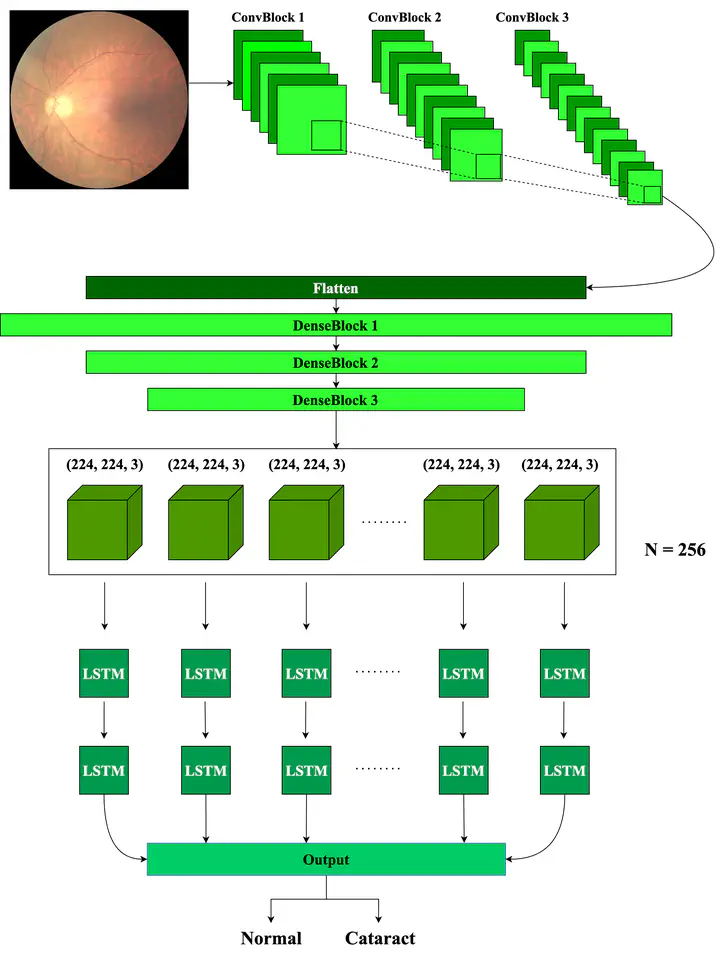 ConvBlock 1 ConvBlock 2 ConvBlock 3
Flatten
DenseBlock 1
DenseBlock 2
DenseBlock 3
(224, 224, 3) (224, 224, 3) (224, 224, 3) (224, 224, 3) (224, 224, 3)
. . . . . . . .
N = 256
LSTM LSTM LSTM . . . . . . . . LSTM LSTM
LSTM LSTM LSTM . . . . . . . . LSTM LSTM
Output
Normal Cataract